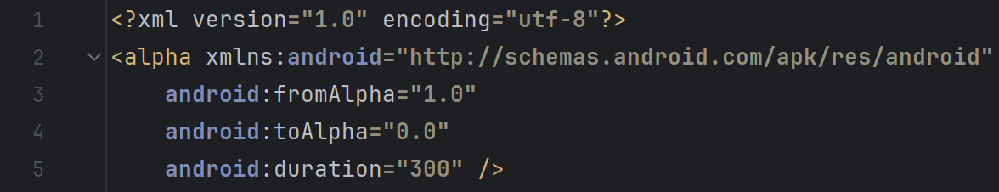 1 <?xml version="1.0" encoding="utf-8"?>
2 <alpha xmlns:android="http://schemas.android.com/apk/res/android"
3     android:fromAlpha="1.0"
4     android:toAlpha="0.0"
5     android:duration="300" />